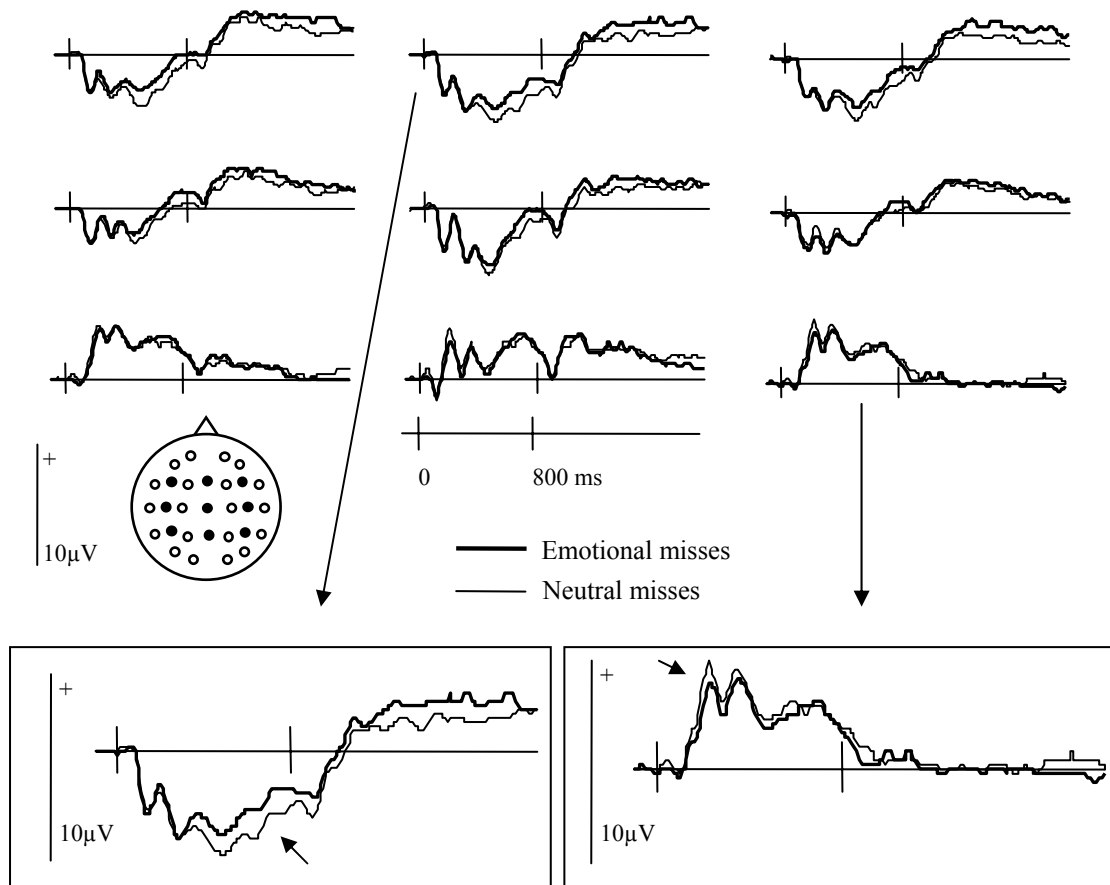 0 800 ms
+
10µV
Emotional misses
Neutral misses
+
10µV
+
10µV